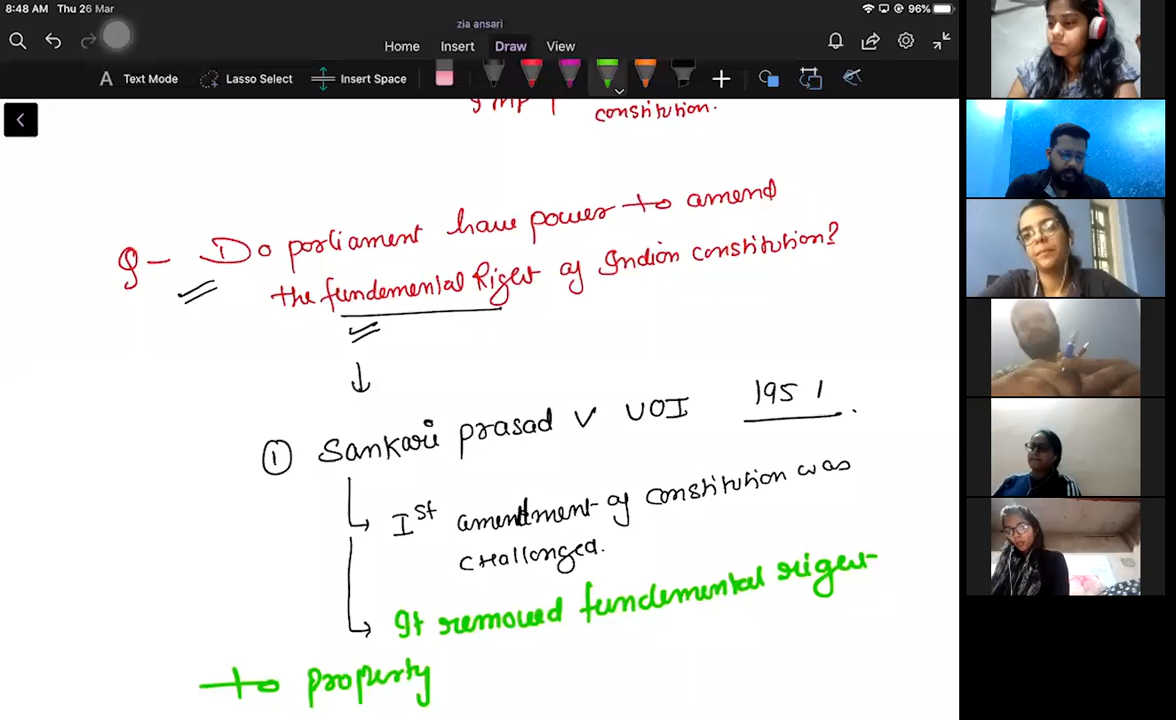 8:48 AM Thu 26 Mar
96%
zia ansari
Home Insert Draw View
Text Mode Lasso Select Insert Space
constitution.
Q- Do parliament have power to amend
the fundemental Right of Indian constitution?
① Sankari prasad v UOI 1951.
Ist amendment of constitution was
challenged.
It removed fundemental right
to property